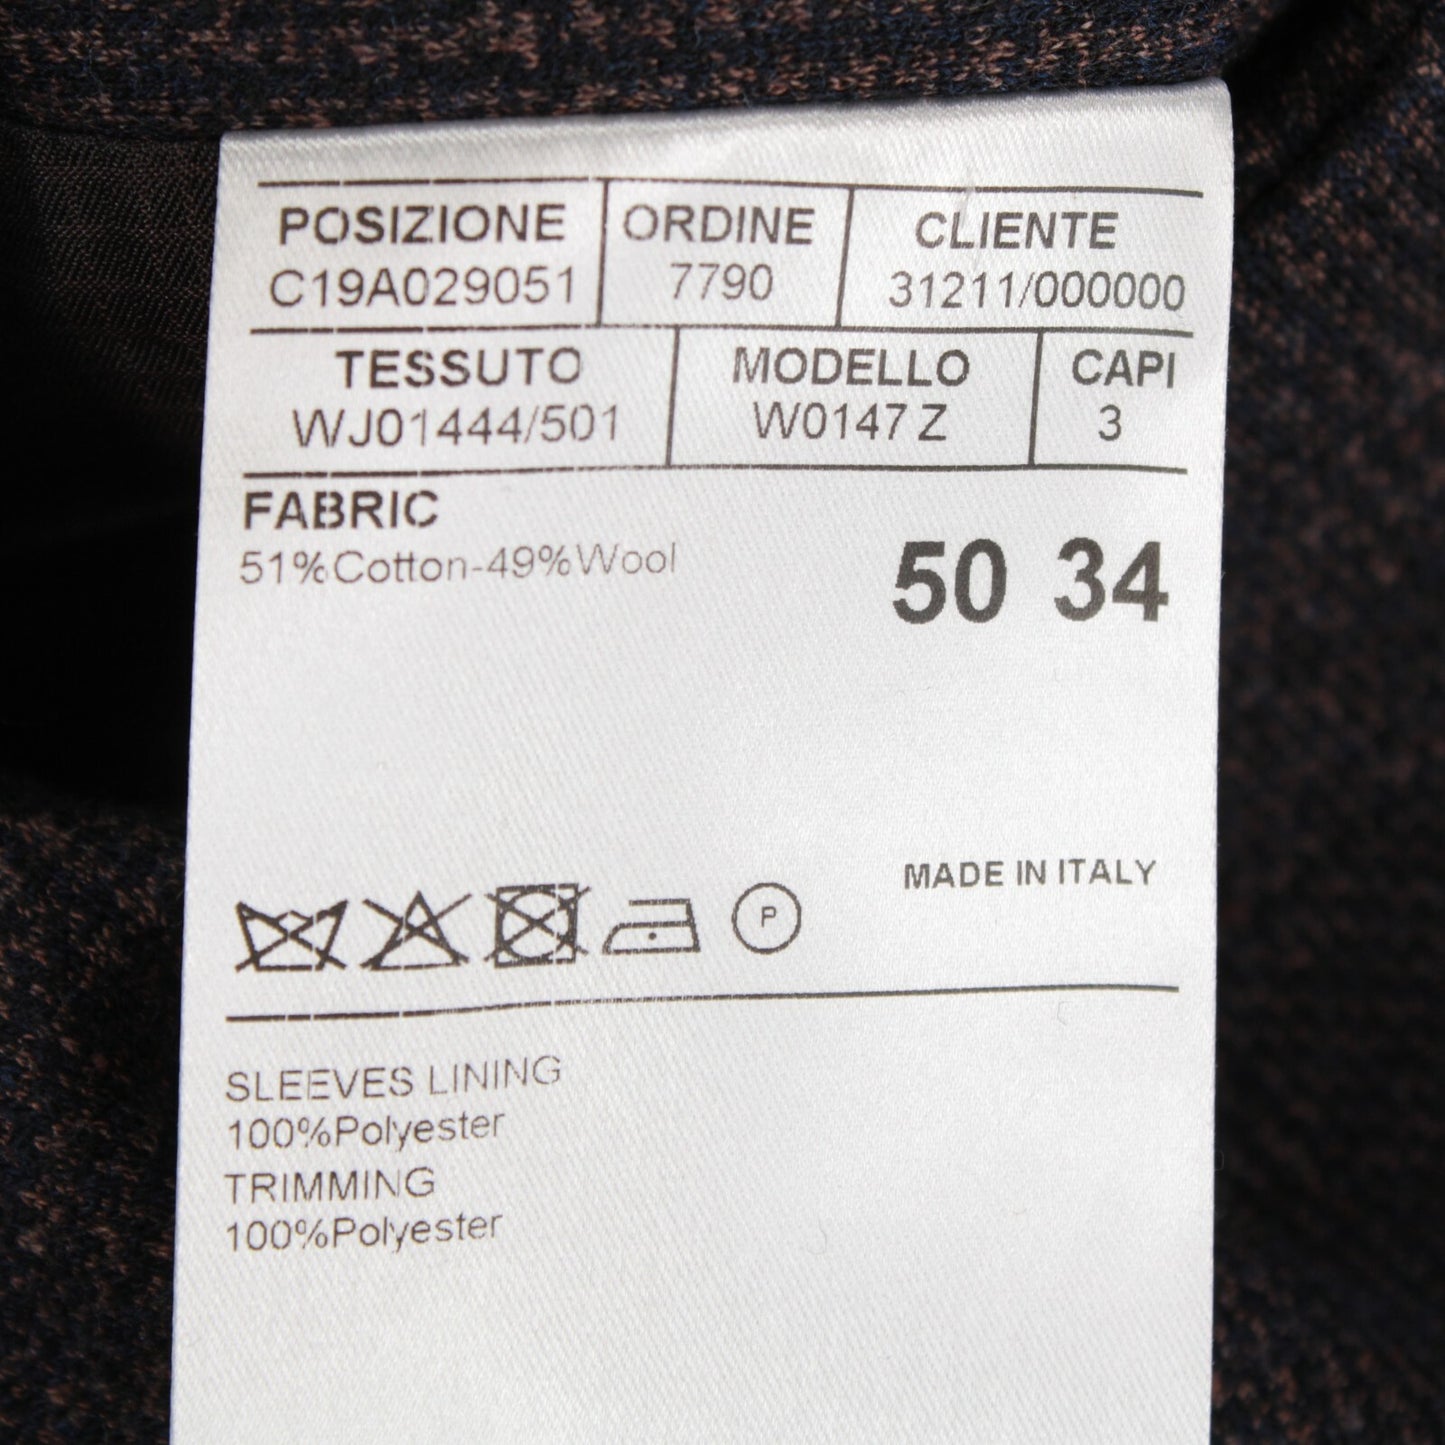 POSIZIONE ORDINE CLIENTE
C19A029051 7790 31211/000000
TESSUTO MODELLO CAPI
WJ01444/501 W0147 Z 3
FABRIC
51%Cotton-49%Wool
50 34
MADE IN ITALY
P
SLEEVES LINING
100%Polyester
TRIMMING
100%Polyester